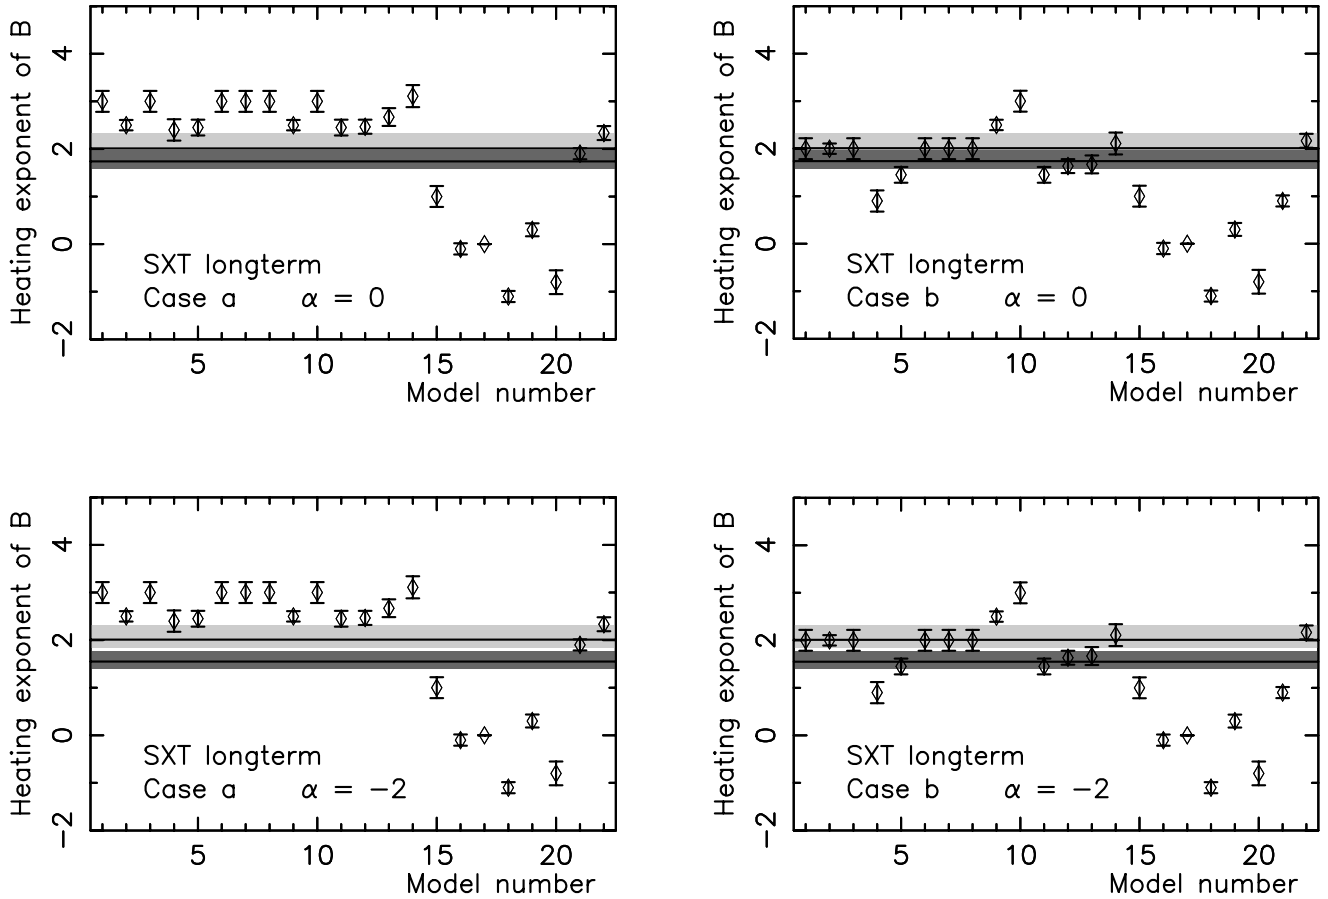 Heating exponent of B
4
2
0
−2
SXT longterm
Case a α = 0
5 10 15 20
Model number
Heating exponent of B
4
2
0
−2
SXT longterm
Case b α = 0
5 10 15 20
Model number
Heating exponent of B
4
2
0
−2
SXT longterm
Case a α = −2
5 10 15 20
Model number
Heating exponent of B
4
2
0
−2
SXT longterm
Case b α = −2
5 10 15 20
Model number